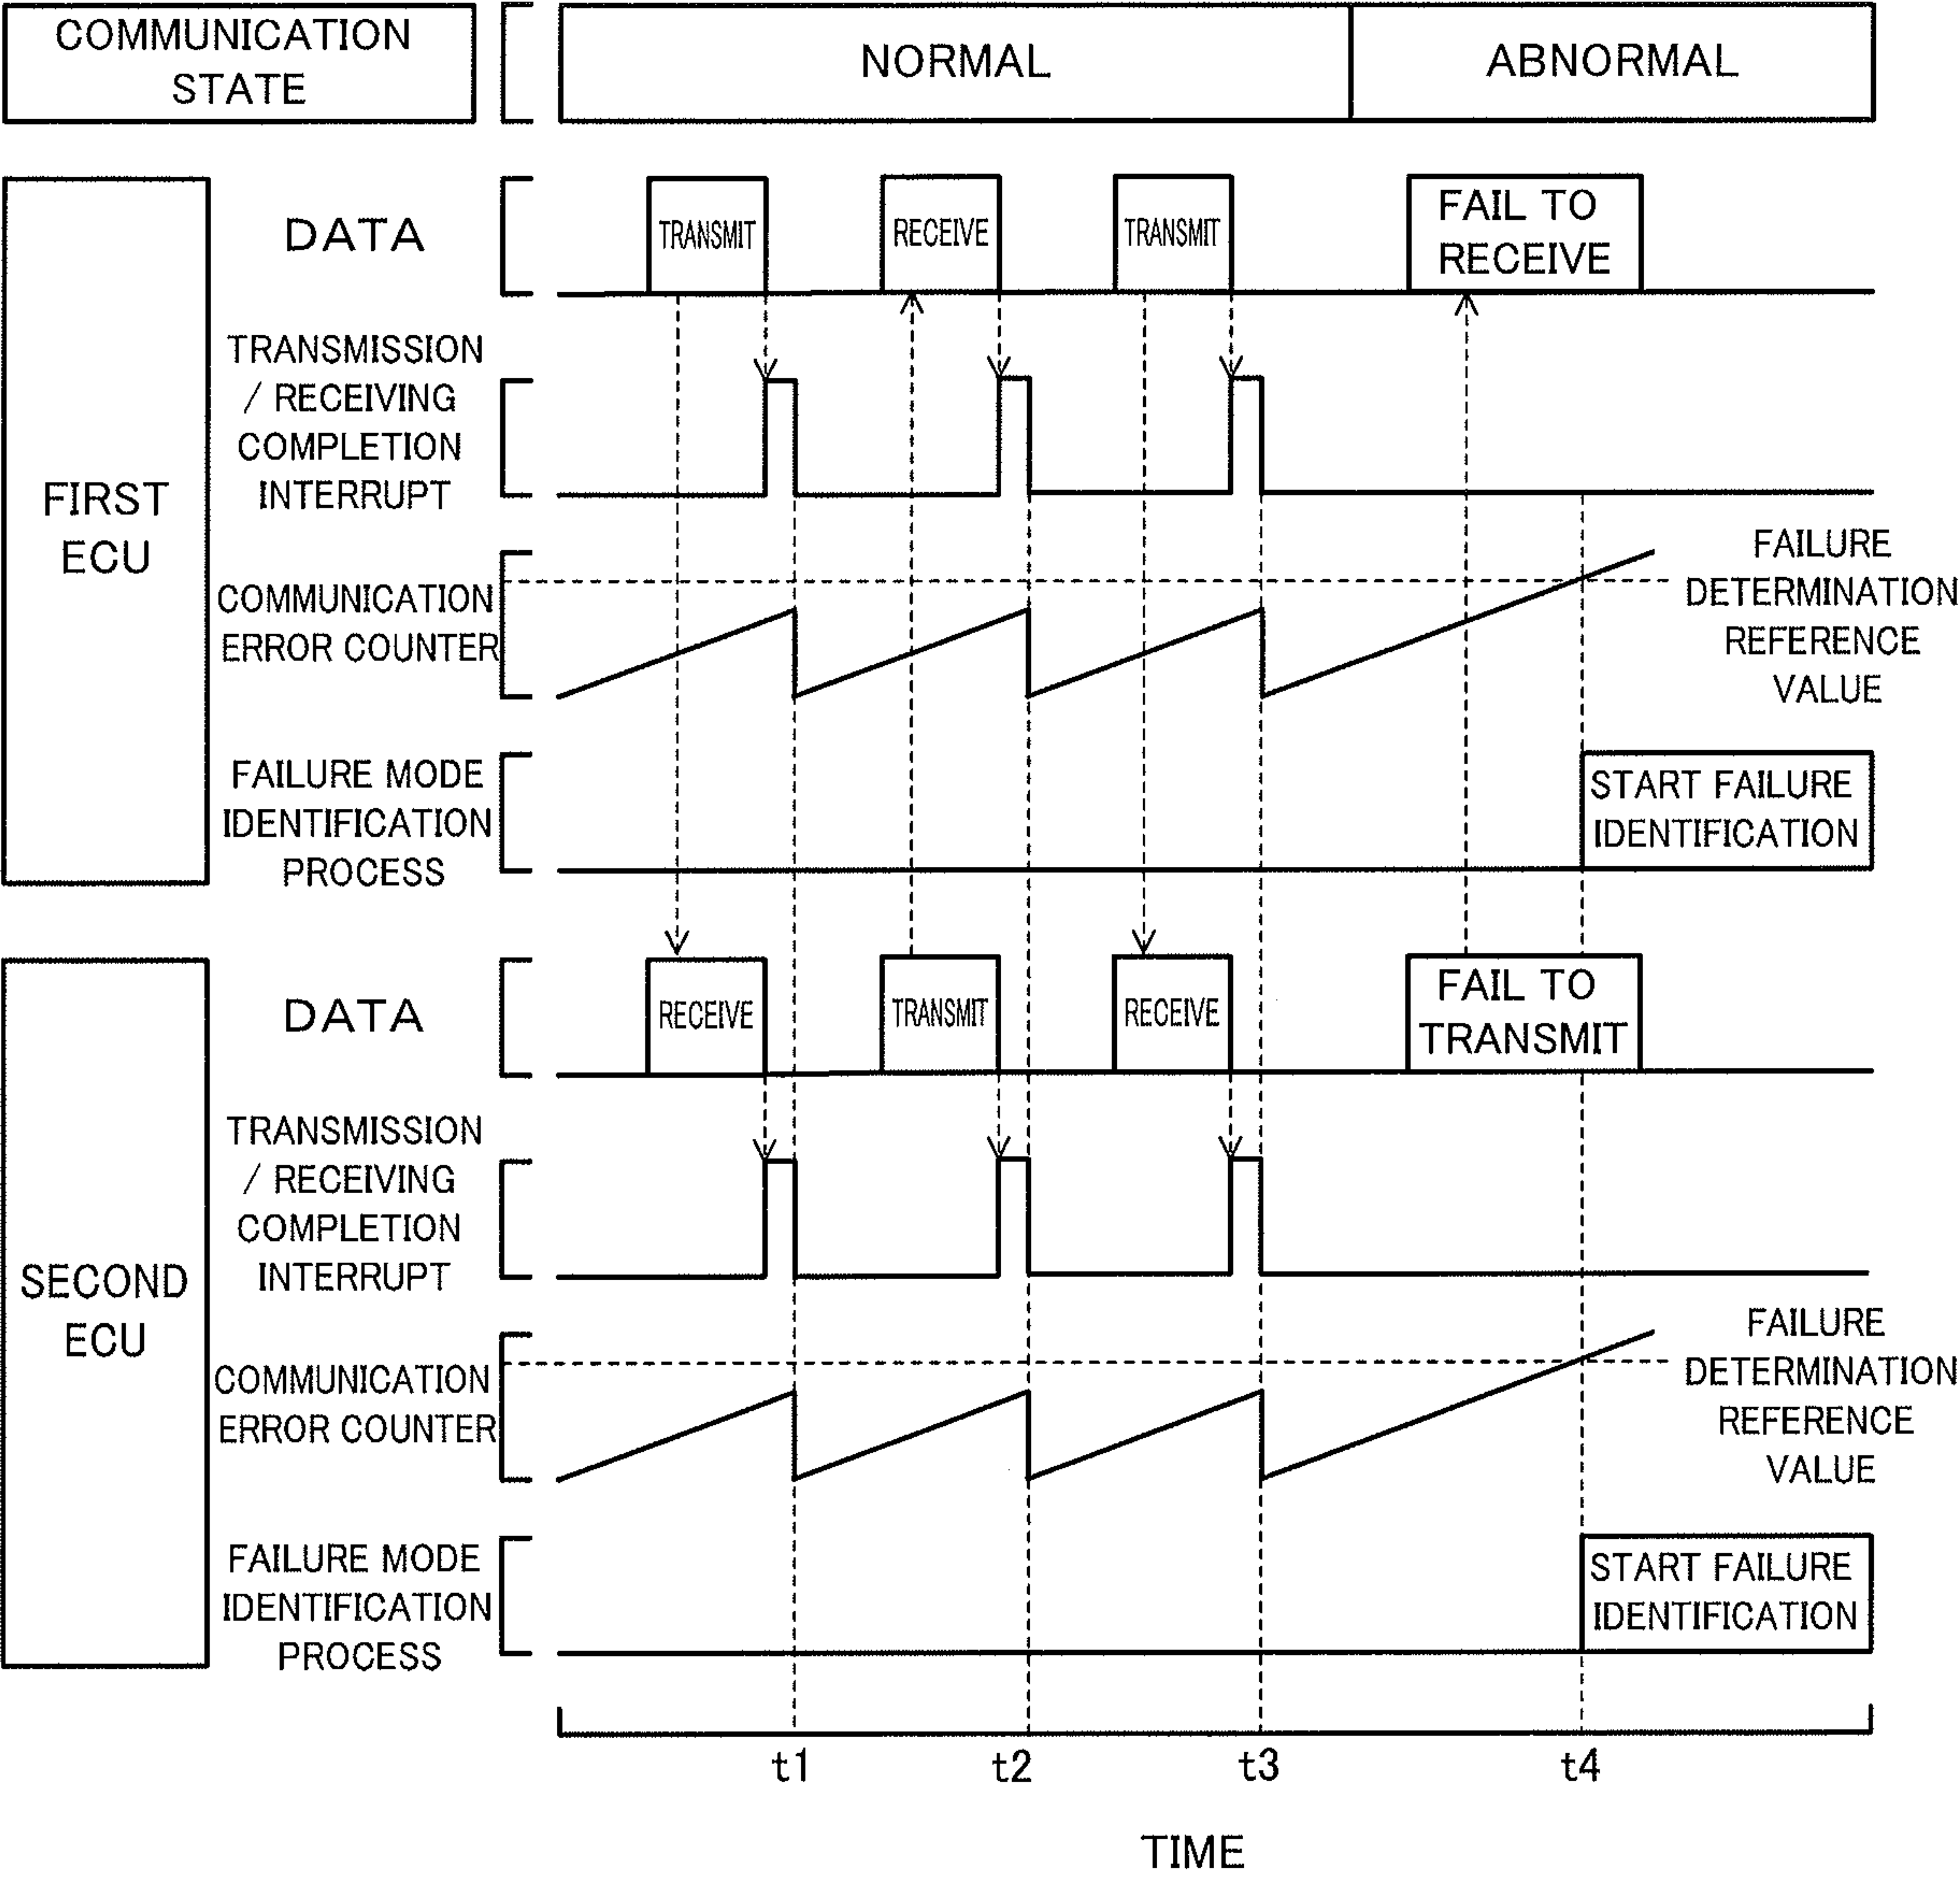 COMMUNICATION
STATE
NORMAL
ABNORMAL
FIRST
ECU
DATA
TRANSMIT
RECEIVE
TRANSMIT
FAIL TO
RECEIVE
TRANSMISSION
/ RECEIVING
COMPLETION
INTERRUPT
COMMUNICATION
ERROR COUNTER
FAILURE
DETERMINATION
REFERENCE
VALUE
FAILURE MODE
IDENTIFICATION
PROCESS
START FAILURE
IDENTIFICATION
SECOND
ECU
DATA
RECEIVE
TRANSMIT
RECEIVE
FAIL TO
TRANSMIT
TRANSMISSION
/ RECEIVING
COMPLETION
INTERRUPT
COMMUNICATION
ERROR COUNTER
FAILURE
DETERMINATION
REFERENCE
VALUE
FAILURE MODE
IDENTIFICATION
PROCESS
START FAILURE
IDENTIFICATION
t1 t2 t3 t4
TIME